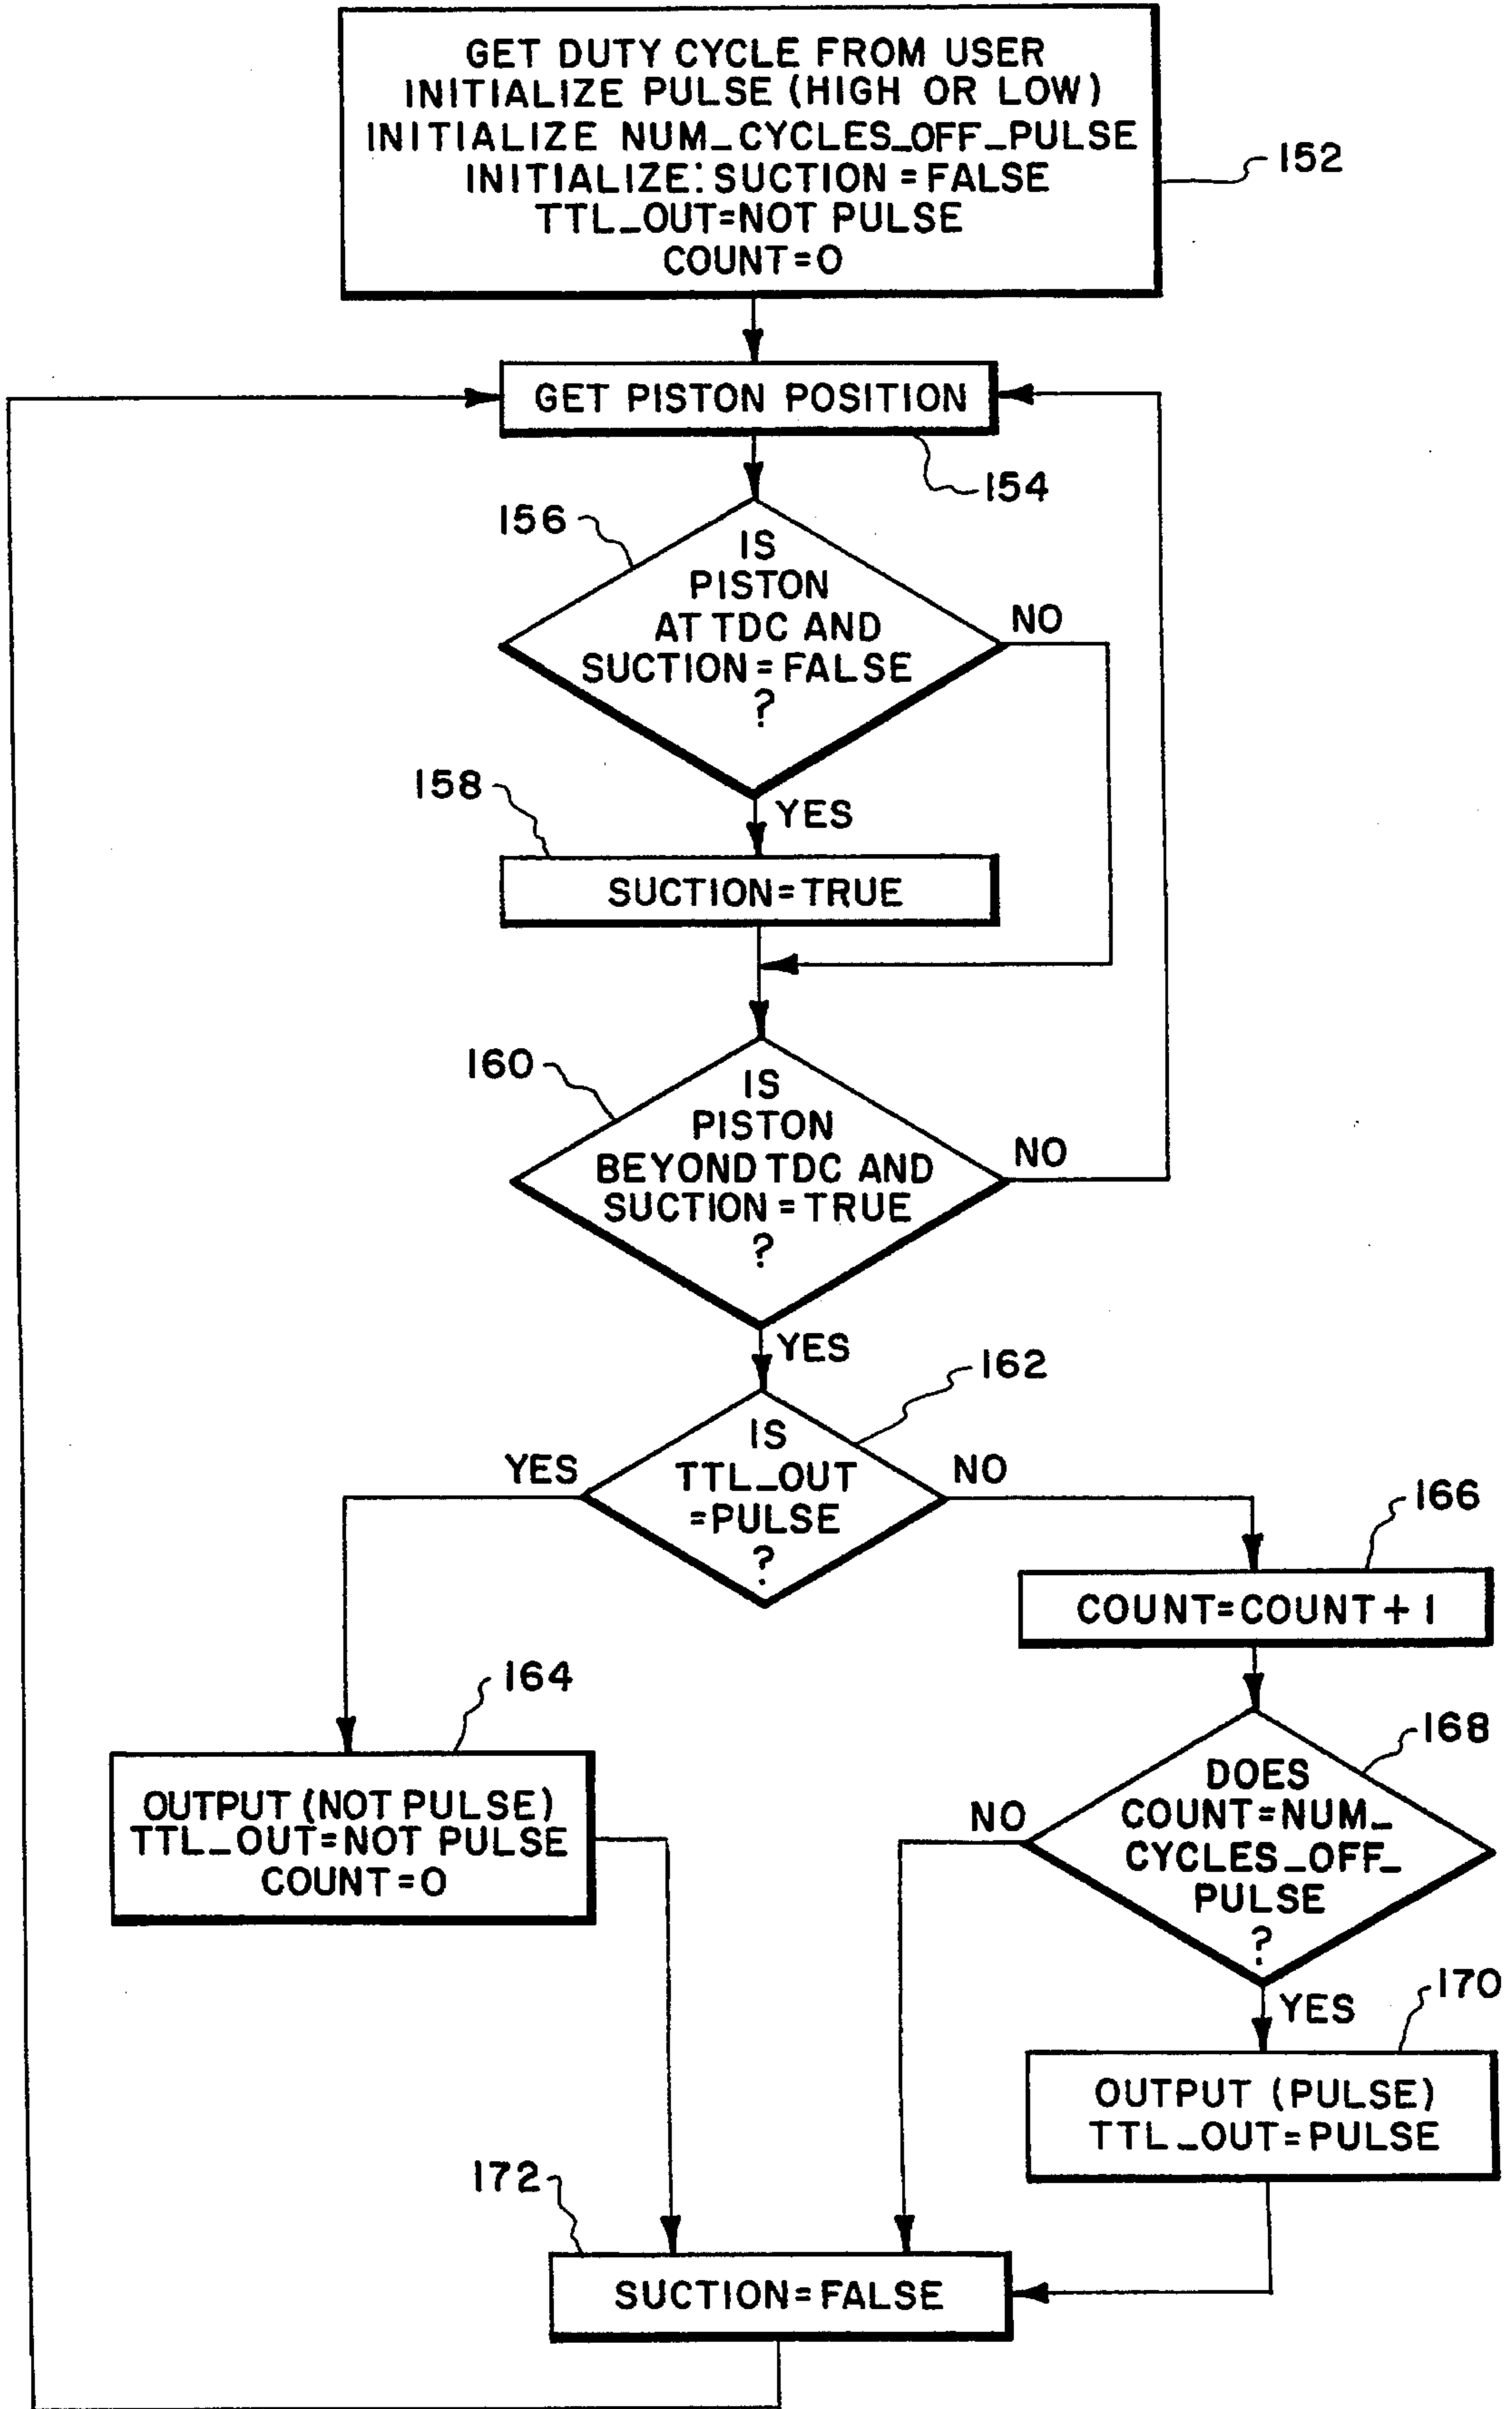 GET DUTY CYCLE FROM USER
INITIALIZE PULSE (HIGH OR LOW)
INITIALIZE NUM_CYCLES_OFF_PULSE
INITIALIZE: SUCTION = FALSE
TTL_OUT=NOT PULSE
COUNT=0
152
GET PISTON POSITION
154
156
IS
PISTON
AT TDC AND
SUCTION = FALSE
?
NO
YES
158
SUCTION=TRUE
160
IS
PISTON
BEYOND TDC AND
SUCTION = TRUE
?
NO
YES
162
IS
TTL_OUT
=PULSE
?
YES
NO
166
COUNT=COUNT+1
164
OUTPUT (NOT PULSE)
TTL_OUT=NOT PULSE
COUNT=0
168
DOES
COUNT=NUM_
CYCLES_OFF_
PULSE
?
NO
YES
170
OUTPUT (PULSE)
TTL_OUT=PULSE
172
SUCTION=FALSE